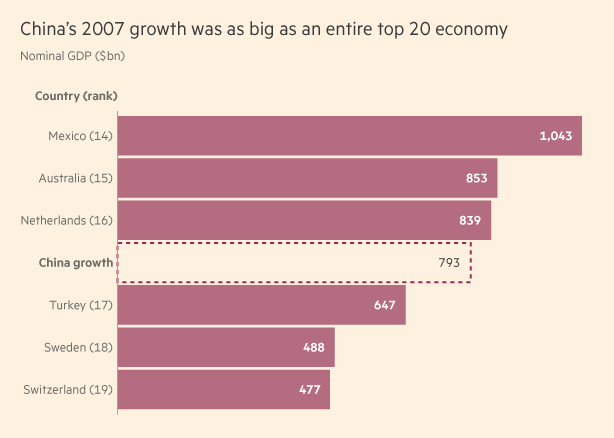 China’s 2007 growth was as big as an entire top 20 economy
Nominal GDP ($bn)
Country (rank)
Mexico (14) 1,043
Australia (15) 853
Netherlands (16) 839
China growth 793
Turkey (17) 647
Sweden (18) 488
Switzerland (19) 477